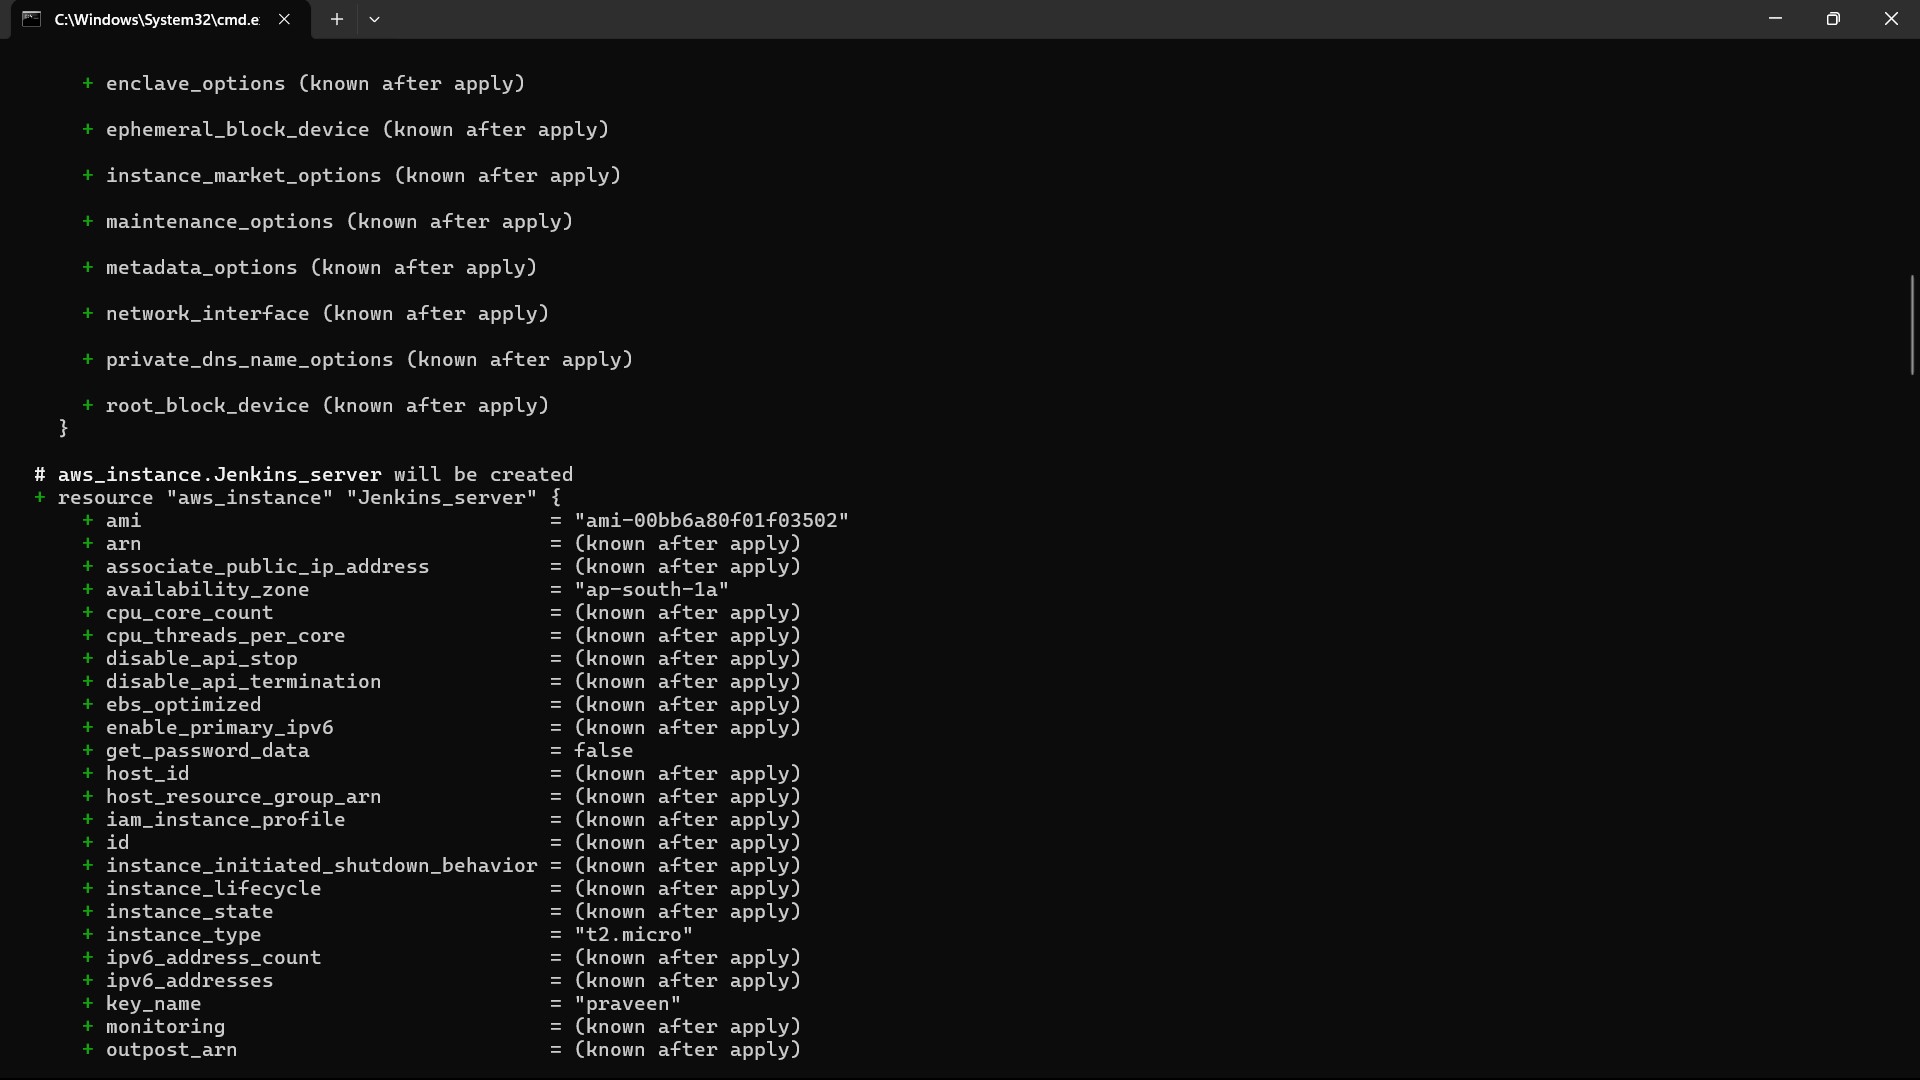 C:\Windows\System32\cmd.e
+ enclave_options (known after apply)
+ ephemeral_block_device (known after apply)
+ instance_market_options (known after apply)
+ maintenance_options (known after apply)
+ metadata_options (known after apply)
+ network_interface (known after apply)
+ private_dns_name_options (known after apply)
+ root_block_device (known after apply)
}
# aws_instance.Jenkins_server will be created
+ resource "aws_instance" "Jenkins_server" {
+ ami = "ami-00bb6a80f01f03502"
+ arn = (known after apply)
+ associate_public_ip_address = (known after apply)
+ availability_zone = "ap-south-1a"
+ cpu_core_count = (known after apply)
+ cpu_threads_per_core = (known after apply)
+ disable_api_stop = (known after apply)
+ disable_api_termination = (known after apply)
+ ebs_optimized = (known after apply)
+ enable_primary_ipv6 = (known after apply)
+ get_password_data = false
+ host_id = (known after apply)
+ host_resource_group_arn = (known after apply)
+ iam_instance_profile = (known after apply)
+ id = (known after apply)
+ instance_initiated_shutdown_behavior = (known after apply)
+ instance_lifecycle = (known after apply)
+ instance_state = (known after apply)
+ instance_type = "t2.micro"
+ ipv6_address_count = (known after apply)
+ ipv6_addresses = (known after apply)
+ key_name = "praveen"
+ monitoring = (known after apply)
+ outpost_arn = (known after apply)